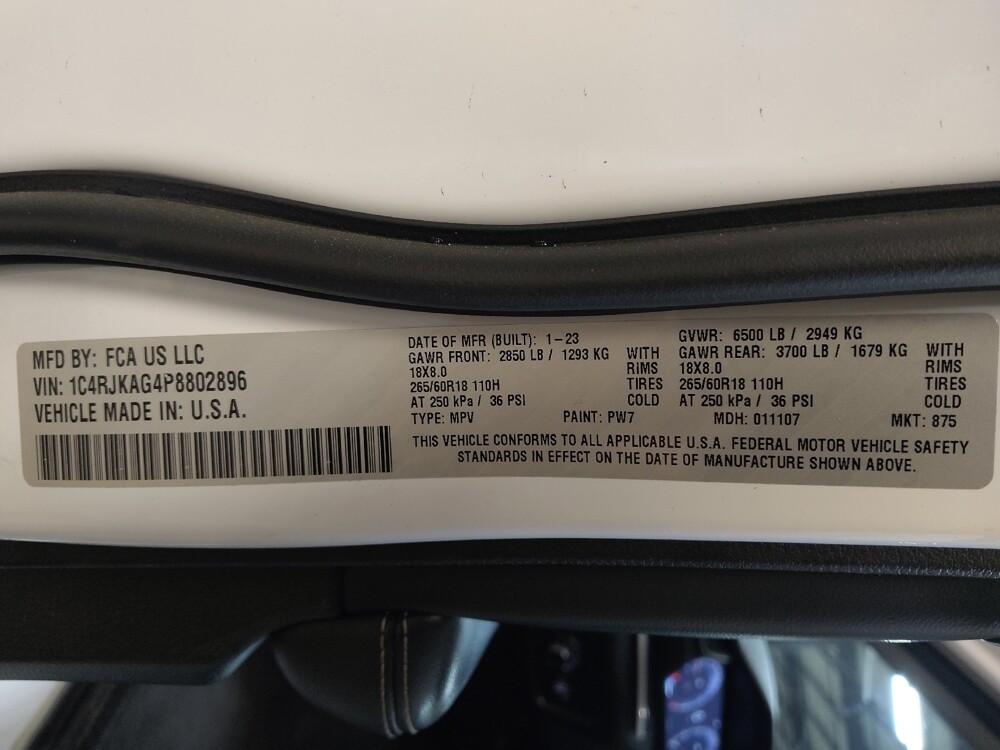 MFD BY: FCA US LLC
VIN: 1C4RJKAG4P8802896
VEHICLE MADE IN: U.S.A.
DATE OF MFR (BUILT): 1-23
GAWR FRONT: 2850 LB / 1293 KG WITH
18X8.0 RIMS
265/60R18 110H TIRES
AT 250 kPa / 36 PSI COLD
GVWR: 6500 LB / 2949 KG
GAWR REAR: 3700 LB / 1679 KG WITH
18X8.0 RIMS
265/60R18 110H TIRES
AT 250 kPa / 36 PSI COLD
TYPE: MPV PAINT: PW7 MDH: 011107 MKT: 875
THIS VEHICLE CONFORMS TO ALL APPLICABLE U.S.A. FEDERAL MOTOR VEHICLE SAFETY
STANDARDS IN EFFECT ON THE DATE OF MANUFACTURE SHOWN ABOVE.